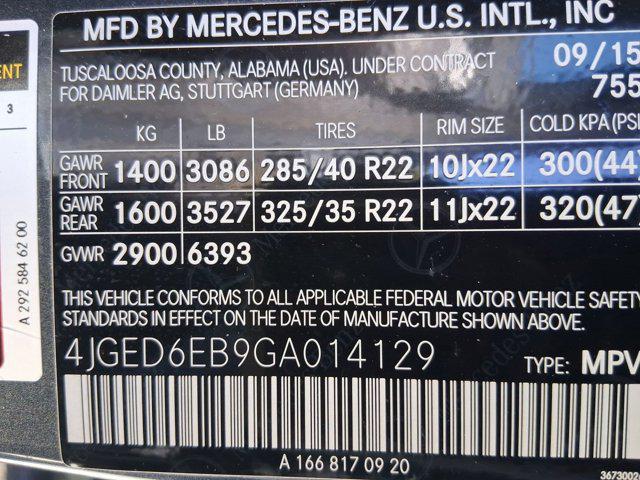 MFD BY MERCEDES-BENZ U.S. INTL., INC
TUSCALOOSA COUNTY, ALABAMA (USA). UNDER CONTRACT 09/15
FOR DAIMLER AG, STUTTGART (GERMANY) 755
ENT
3
KG LB TIRES RIM SIZE COLD KPA (PSI
GAWR FRONT 1400 3086 285/40 R22 10Jx22 300(44)
GAWR REAR 1600 3527 325/35 R22 11Jx22 320(47)
GVWR 2900 6393
A 292 584 62 00
THIS VEHICLE CONFORMS TO ALL APPLICABLE FEDERAL MOTOR VEHICLE SAFETY
STANDARDS IN EFFECT ON THE DATE OF MANUFACTURE SHOWN ABOVE.
4JGED6EB9GA014129 TYPE: MPV
A 166 817 09 20
3673002